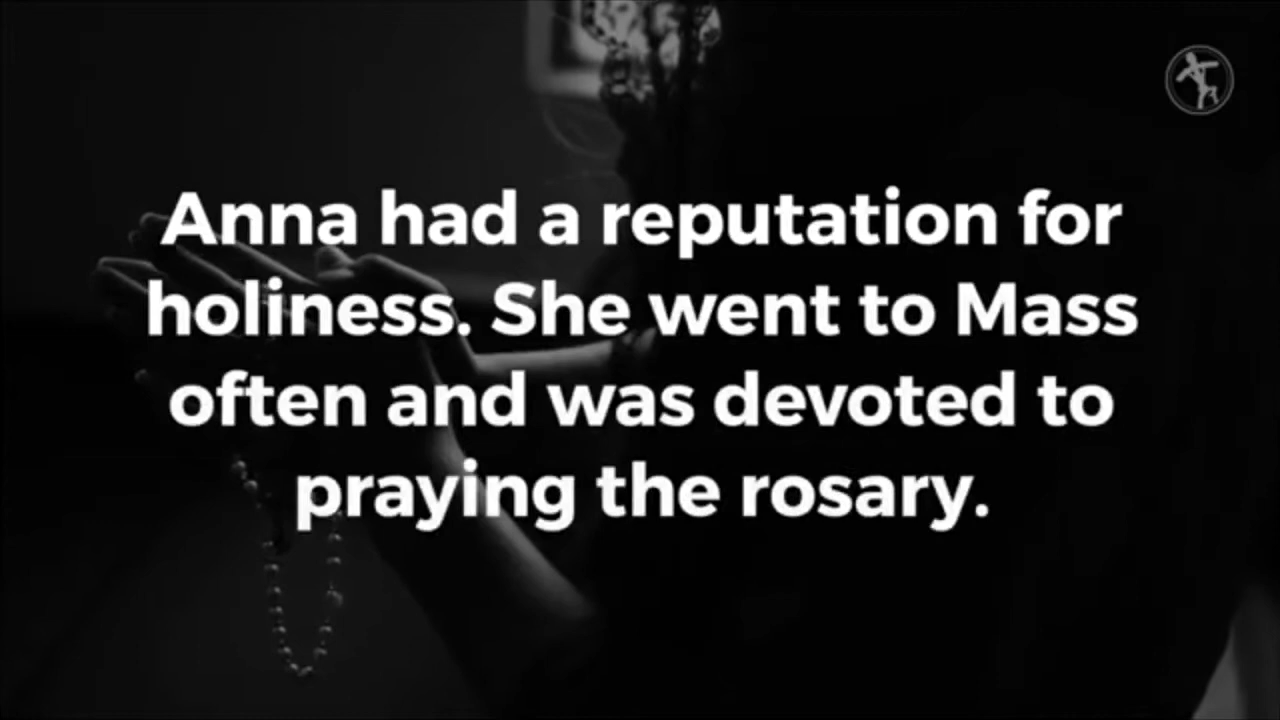 Anna had a reputation for
holiness. She went to Mass
often and was devoted to
praying the rosary.